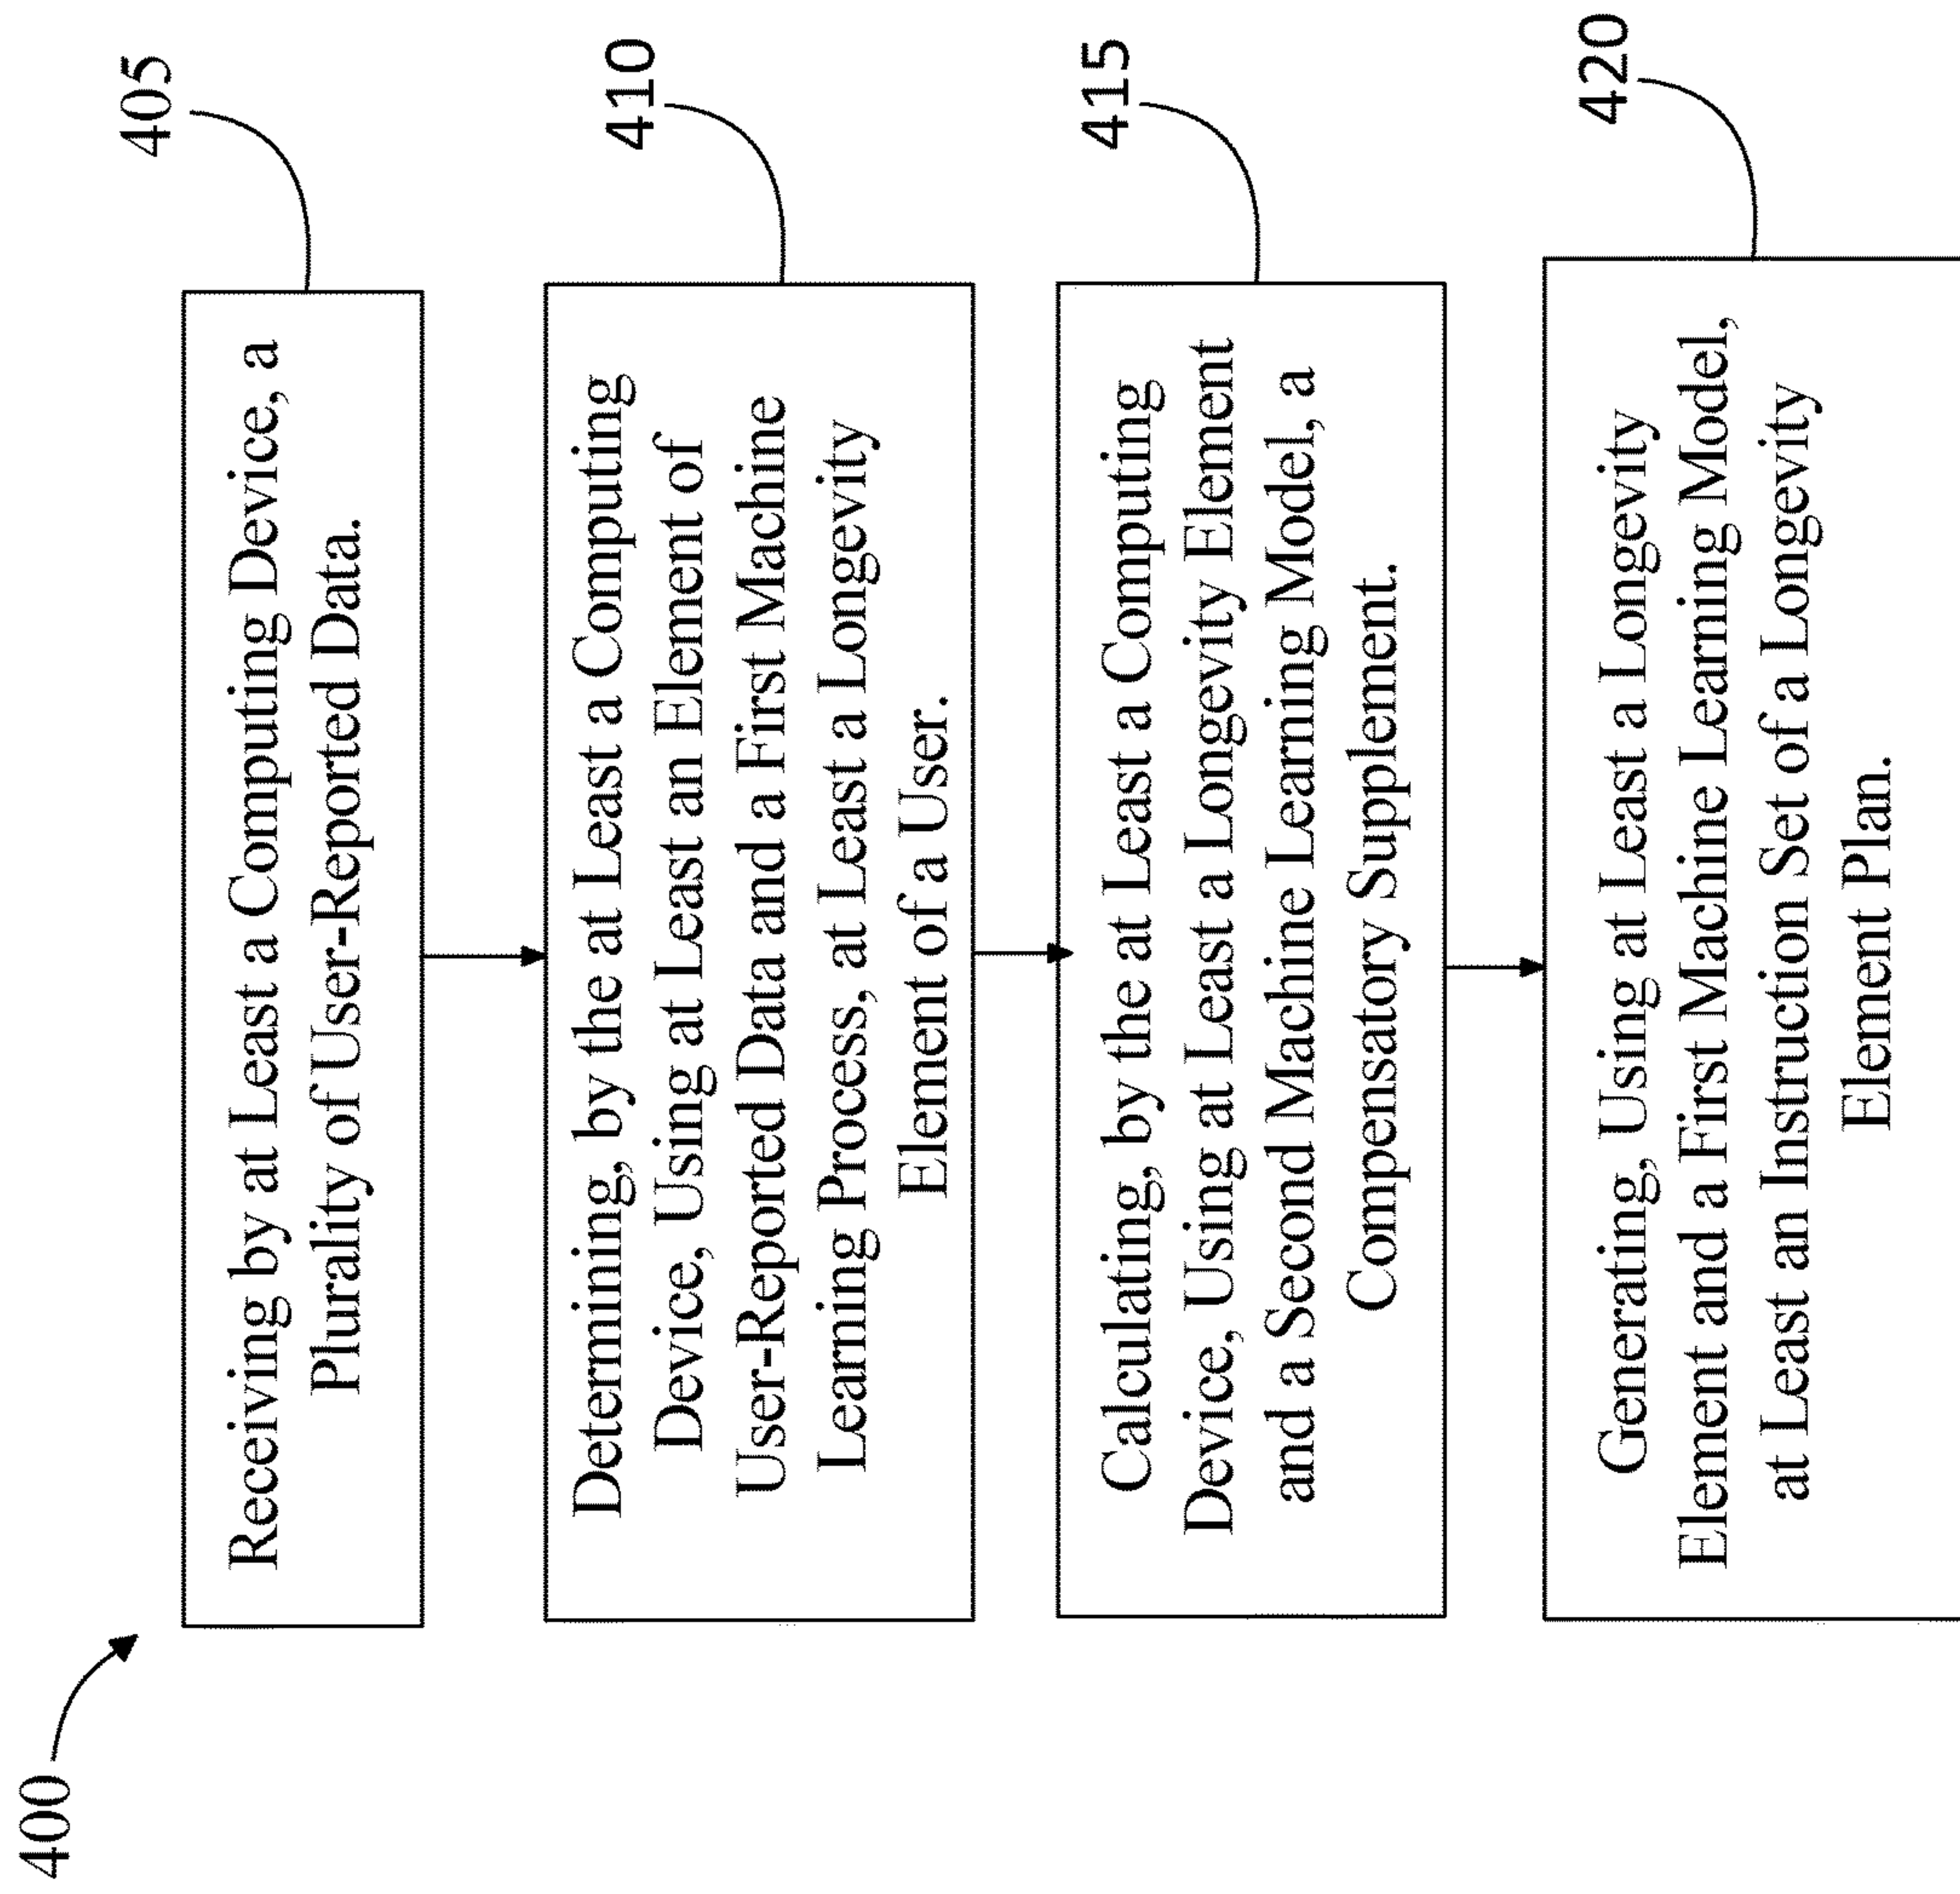 400
405
Receiving by at Least a Computing Device, a
Plurality of User-Reported Data.
410
Determining, by the at Least a Computing
Device, Using at Least an Element of
User-Reported Data and a First Machine
Learning Process, at Least a Longevity
Element of a User.
415
Calculating, by the at Least a Computing
Device, Using at Least a Longevity Element
and a Second Machine Learning Model, a
Compensatory Supplement.
420
Generating, Using at Least a Longevity
Element and a First Machine Learning Model,
at Least an Instruction Set of a Longevity
Element Plan.